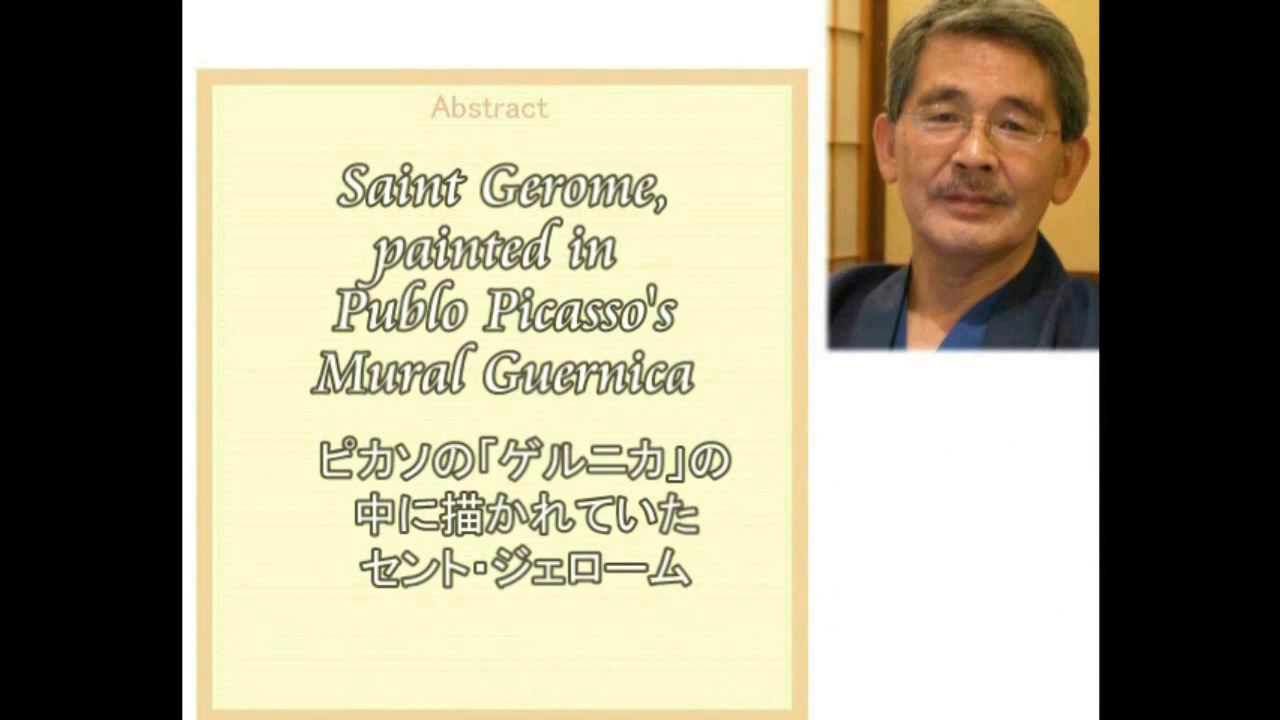 Abstract
Saint Gerome,
painted in
Publo Picasso's
Mural Guernica
ピカソの「ゲルニカ」の
中に描かれていた
セント・ジェローム